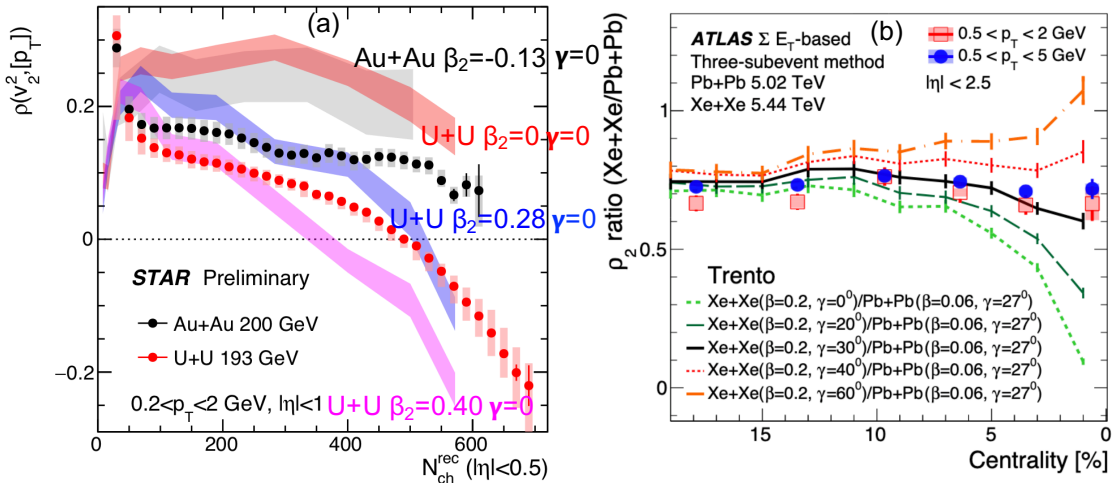 (a)
ρ(v₂²,[p_T])
0.2
0
−0.2
Au+Au β₂=-0.13 γ=0
U+U β₂=0 γ=0
U+U β₂=0.28 γ=0
STAR Preliminary
Au+Au 200 GeV
U+U 193 GeV
0.2<p_T<2 GeV, |η|<1
U+U β₂=0.40 γ=0
0 200 400 600
N_ch^rec (|η|<0.5)
(b)
ρ₂ ratio (Xe+Xe/Pb+Pb)
1
0.5
0
ATLAS Σ E_T-based
Three-subevent method
Pb+Pb 5.02 TeV
Xe+Xe 5.44 TeV
0.5 < p_T < 2 GeV
0.5 < p_T < 5 GeV
|η| < 2.5
Trento
Xe+Xe(β=0.2, γ=0⁰)/Pb+Pb(β=0.06, γ=27⁰)
Xe+Xe(β=0.2, γ=20⁰)/Pb+Pb(β=0.06, γ=27⁰)
Xe+Xe(β=0.2, γ=30⁰)/Pb+Pb(β=0.06, γ=27⁰)
Xe+Xe(β=0.2, γ=40⁰)/Pb+Pb(β=0.06, γ=27⁰)
Xe+Xe(β=0.2, γ=60⁰)/Pb+Pb(β=0.06, γ=27⁰)
15 10 5 0
Centrality [%]